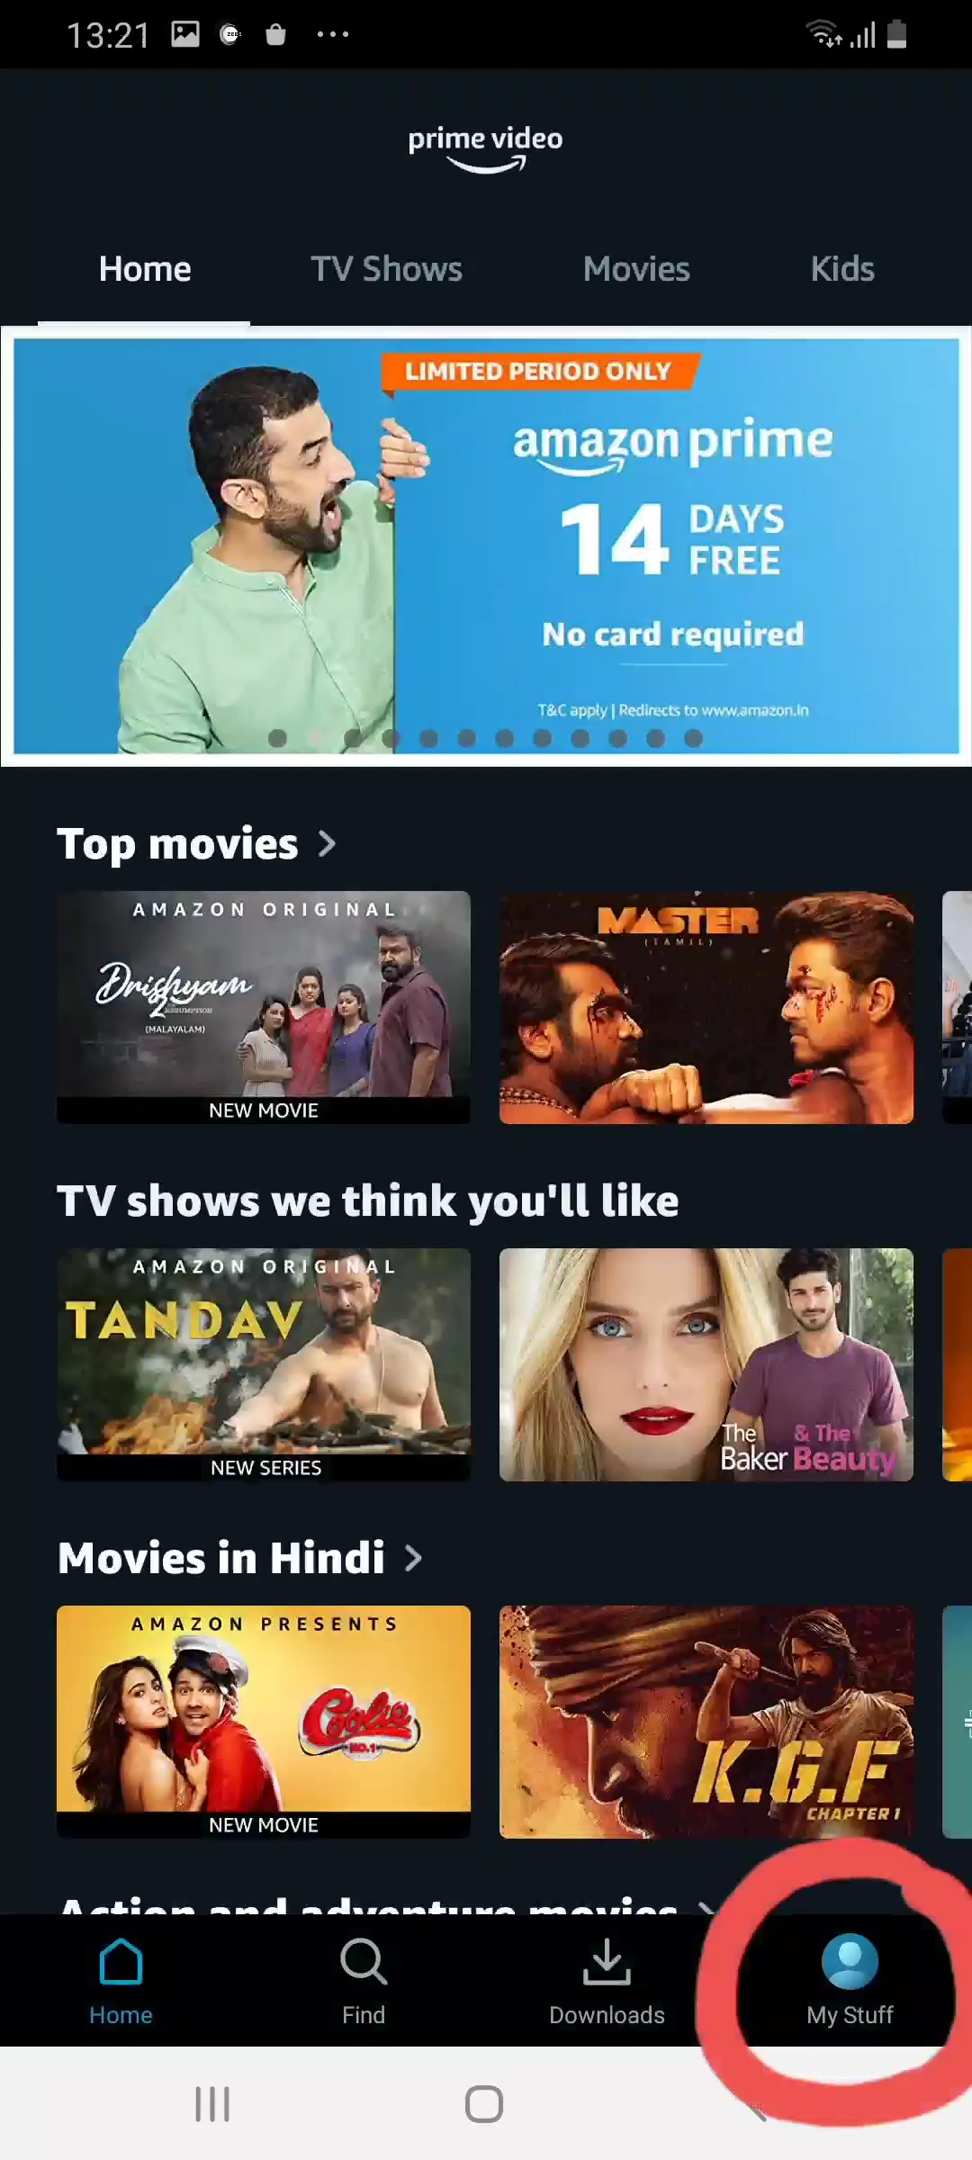 13:21
prime video
Home TV Shows Movies Kids
LIMITED PERIOD ONLY
amazon prime
14 DAYS FREE
No card required
T&C apply | Redirects to www.amazon.in
Top movies
AMAZON ORIGINAL
Drishyam
2
RESUMPTION
(MALAYALAM)
NEW MOVIE
MASTER
(TAMIL)
TV shows we think you'll like
AMAZON ORIGINAL
TANDAV
NEW SERIES
The Baker & The Beauty
Movies in Hindi
AMAZON PRESENTS
Coolie
NO.1
NEW MOVIE
K.G.F
CHAPTER 1
Action and adventure movies
Home Find Downloads My Stuff